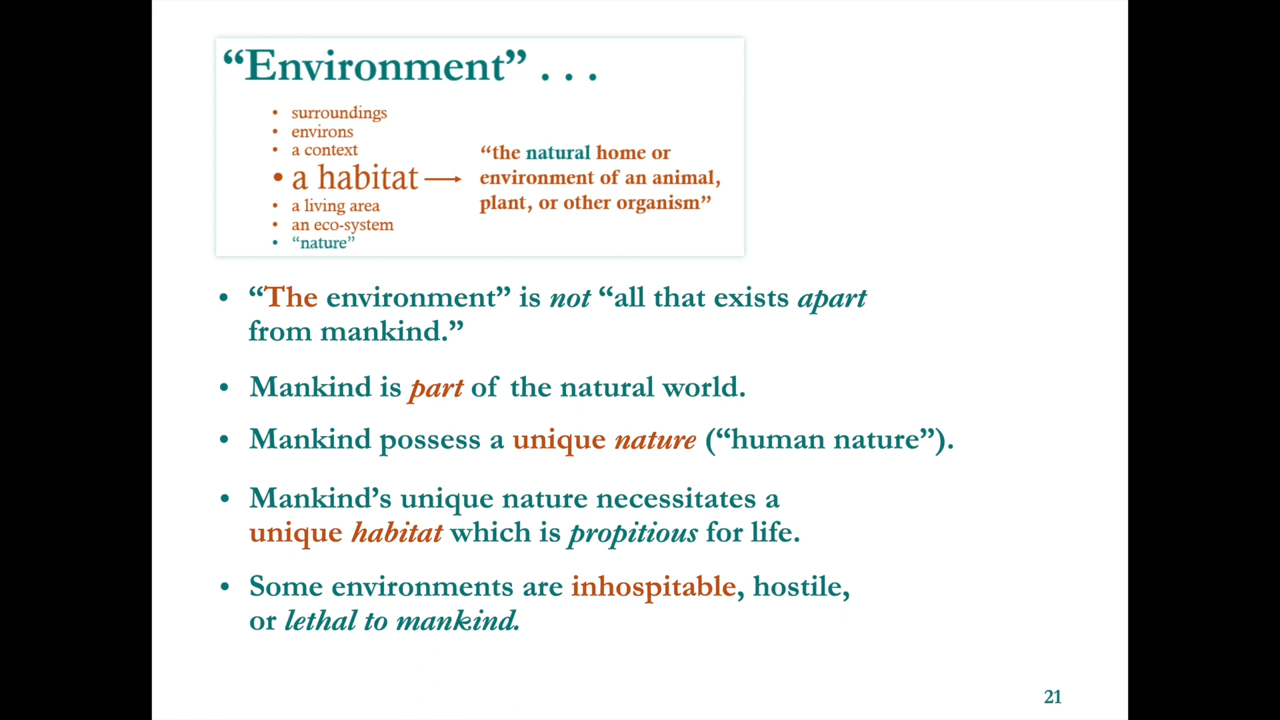 “Environment” . . .
• surroundings
• environs
• a context
• a habitat
• a living area
• an eco-system
• “nature”
“the natural home or
environment of an animal,
plant, or other organism”
• “The environment” is not “all that exists apart
from mankind.”
• Mankind is part of the natural world.
• Mankind possess a unique nature (“human nature”).
• Mankind’s unique nature necessitates a
unique habitat which is propitious for life.
• Some environments are inhospitable, hostile,
or lethal to mankind.
21